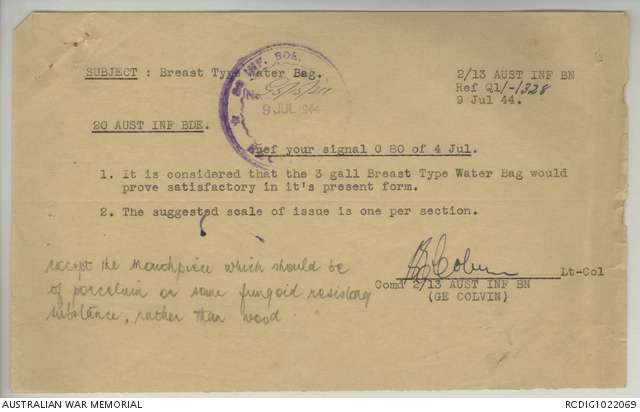 SUBJECT : Breast Type Water Bag.
2/13 AUST INF BN
Ref Q1/-/328
9 Jul 44.
INF. BDE.
No.
9 JUL 1944
20 AUST INF BDE.
Ref your signal O 80 of 4 Jul.
1. It is considered that the 3 gall Breast Type Water Bag would
prove satisfactory in it's present form.
2. The suggested scale of issue is one per section.
except the mouthpiece which should be
of porcelain or some fungoid resisting
substance, rather than wood.
Lt-Col
Comd 2/13 AUST INF BN
(GE COLVIN)
AUSTRALIAN WAR MEMORIAL
RCDIG1022069